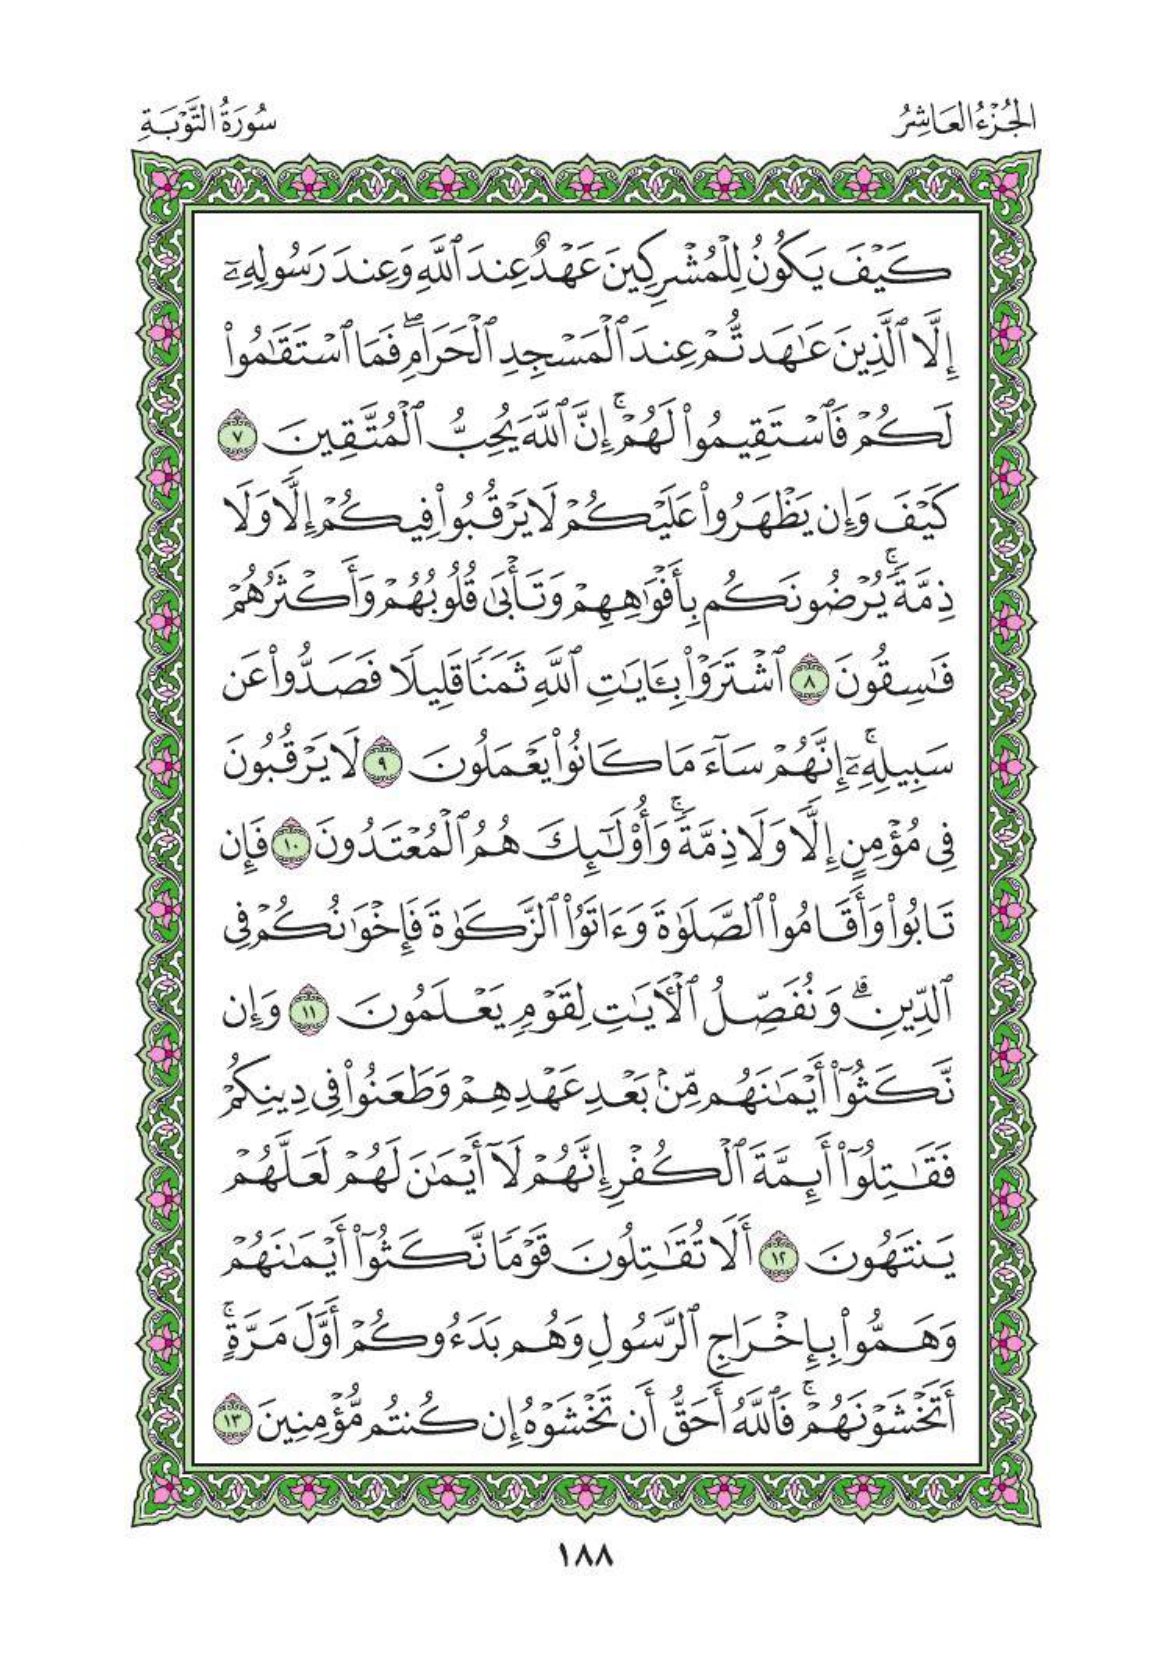 الجُزْءُ العَاشِرُ
سُورَةُ التَّوْبَةِ
كَيْفَ يَكُونُ لِلْمُشْرِكِينَ عَهْدٌ عِندَ ٱللَّهِ وَعِندَ رَسُولِهِۦٓ
إِلَّا ٱلَّذِينَ عَٰهَدتُّمْ عِندَ ٱلْمَسْجِدِ ٱلْحَرَامِۖ فَمَا ٱسْتَقَٰمُوا۟
لَكُمْ فَٱسْتَقِيمُوا۟ لَهُمْۚ إِنَّ ٱللَّهَ يُحِبُّ ٱلْمُتَّقِينَ ٧
كَيْفَ وَإِن يَظْهَرُوا۟ عَلَيْكُمْ لَا يَرْقُبُوا۟ فِيكُمْ إِلًّا وَلَا
ذِمَّةًۚ يُرْضُونَكُم بِأَفْوَٰهِهِمْ وَتَأْبَىٰ قُلُوبُهُمْ وَأَكْثَرُهُمْ
فَٰسِقُونَ ٨ ٱشْتَرَوْا۟ بِـَٔايَٰتِ ٱللَّهِ ثَمَنًا قَلِيلًا فَصَدُّوا۟ عَن
سَبِيلِهِۦٓۚ إِنَّهُمْ سَآءَ مَا كَانُوا۟ يَعْمَلُونَ ٩ لَا يَرْقُبُونَ
فِى مُؤْمِنٍ إِلًّا وَلَا ذِمَّةًۚ وَأُو۟لَٰٓئِكَ هُمُ ٱلْمُعْتَدُونَ ١٠ فَإِن
تَابُوا۟ وَأَقَامُوا۟ ٱلصَّلَوٰةَ وَءَاتَوُا۟ ٱلزَّكَوٰةَ فَإِخْوَٰنُكُمْ فِى
ٱلدِّينِۗ وَنُفَصِّلُ ٱلْـَٔايَٰتِ لِقَوْمٍ يَعْلَمُونَ ١١ وَإِن
نَّكَثُوٓا۟ أَيْمَٰنَهُم مِّنۢ بَعْدِ عَهْدِهِمْ وَطَعَنُوا۟ فِى دِينِكُمْ
فَقَٰتِلُوٓا۟ أَئِمَّةَ ٱلْكُفْرِ إِنَّهُمْ لَآ أَيْمَٰنَ لَهُمْ لَعَلَّهُمْ
يَنتَهُونَ ١٢ أَلَا تُقَٰتِلُونَ قَوْمًا نَّكَثُوٓا۟ أَيْمَٰنَهُمْ
وَهَمُّوا۟ بِإِخْرَاجِ ٱلرَّسُولِ وَهُم بَدَءُوكُمْ أَوَّلَ مَرَّةٍۚ
أَتَخْشَوْنَهُمْۚ فَٱللَّهُ أَحَقُّ أَن تَخْشَوْهُ إِن كُنتُم مُّؤْمِنِينَ ١٣
١٨٨